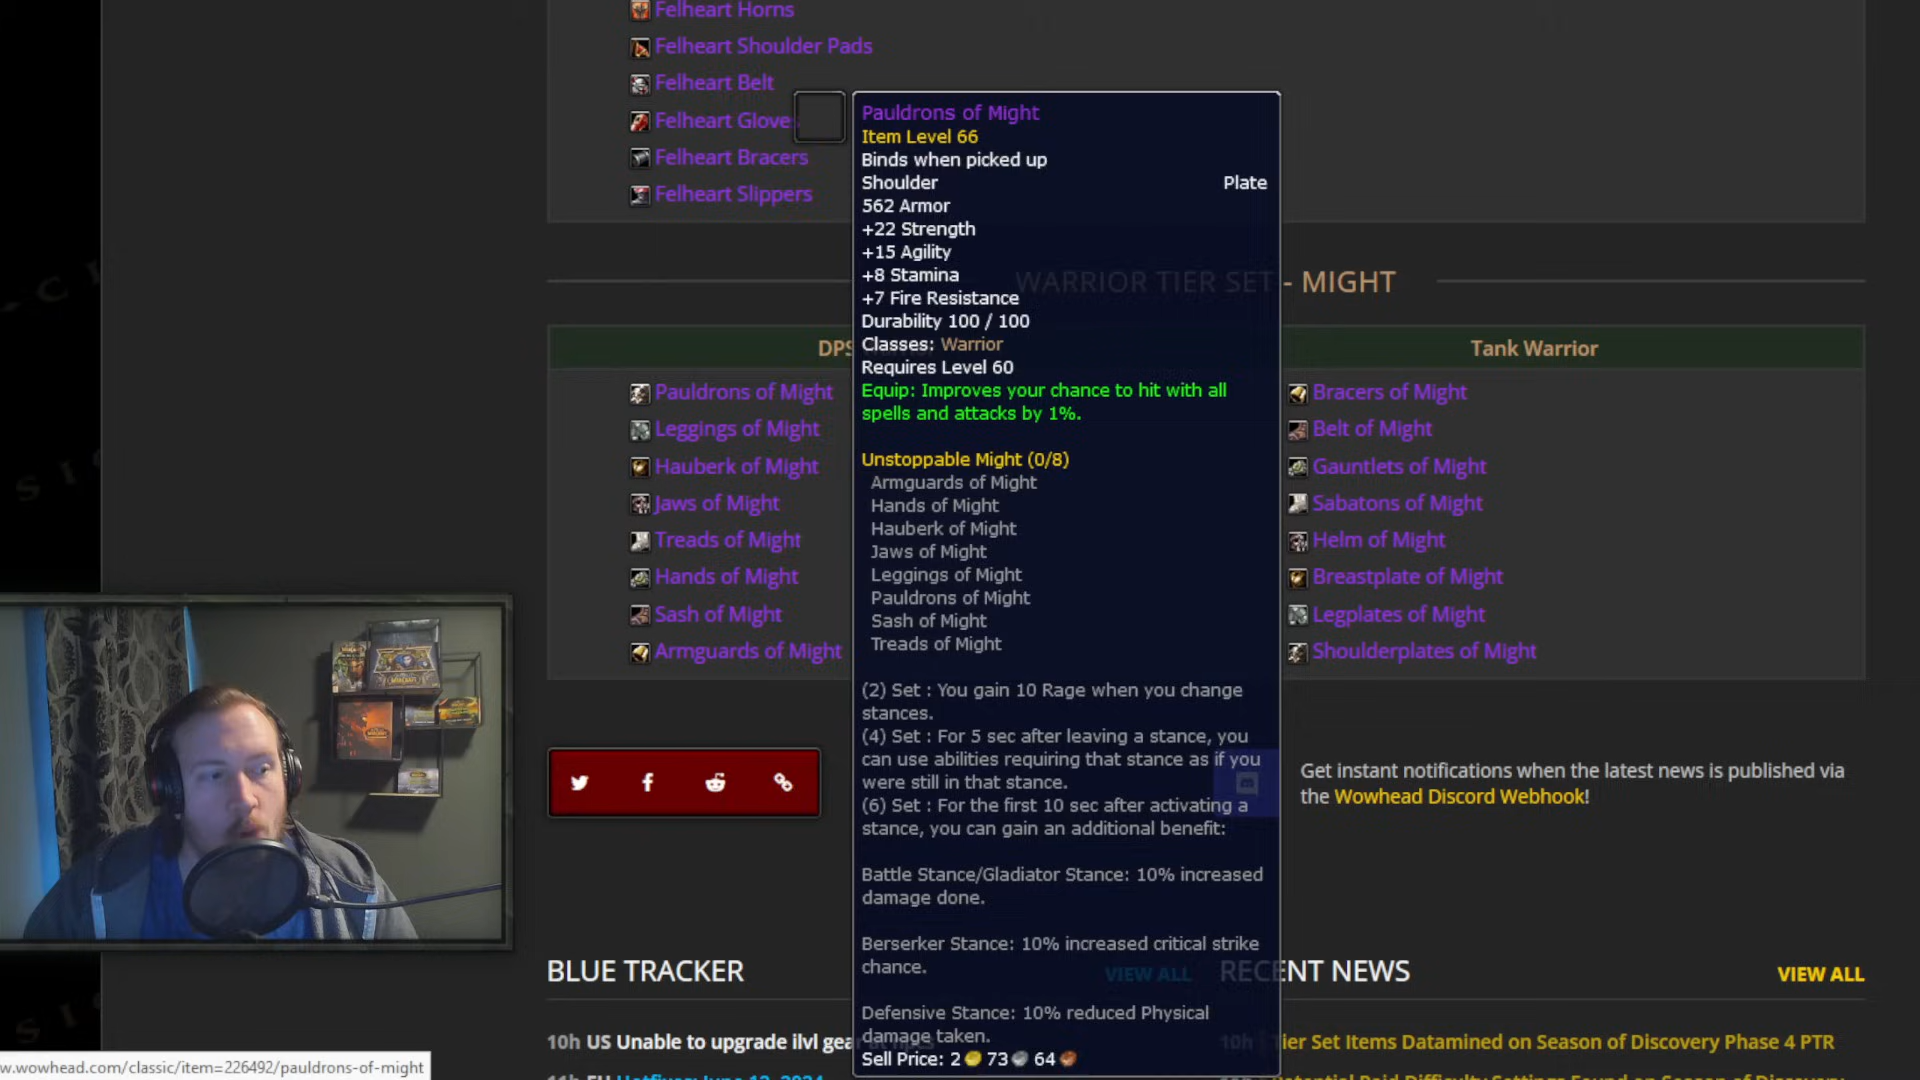 Felheart Horns
Felheart Shoulder Pads
Felheart Belt
Felheart Gloves
Felheart Bracers
Felheart Slippers
WARRIOR TIER SET - MIGHT
DPS
Tank Warrior
Pauldrons of Might
Leggings of Might
Hauberk of Might
Jaws of Might
Treads of Might
Hands of Might
Sash of Might
Armguards of Might
Pauldrons of Might
Item Level 66
Binds when picked up
Shoulder Plate
562 Armor
+22 Strength
+15 Agility
+8 Stamina
+7 Fire Resistance
Durability 100 / 100
Classes: Warrior
Requires Level 60
Equip: Improves your chance to hit with all
spells and attacks by 1%.
Unstoppable Might (0/8)
Armguards of Might
Hands of Might
Hauberk of Might
Jaws of Might
Leggings of Might
Pauldrons of Might
Sash of Might
Treads of Might
(2) Set : You gain 10 Rage when you change
stances.
(4) Set : For 5 sec after leaving a stance, you
can use abilities requiring that stance as if you
were still in that stance.
(6) Set : For the first 10 sec after activating a
stance, you can gain an additional benefit:
Battle Stance/Gladiator Stance: 10% increased
damage done.
Berserker Stance: 10% increased critical strike
chance.
Defensive Stance: 10% reduced Physical
damage taken.
Sell Price: 2 73 64
Bracers of Might
Belt of Might
Gauntlets of Might
Sabatons of Might
Helm of Might
Breastplate of Might
Legplates of Might
Shoulderplates of Might
Get instant notifications when the latest news is published via
the Wowhead Discord Webhook!
BLUE TRACKER
VIEW ALL
RECENT NEWS
VIEW ALL
10h US Unable to upgrade ilvl gear at npcs
10h Tier Set Items Datamined on Season of Discovery Phase 4 PTR
w.wowhead.com/classic/item=226492/pauldrons-of-might